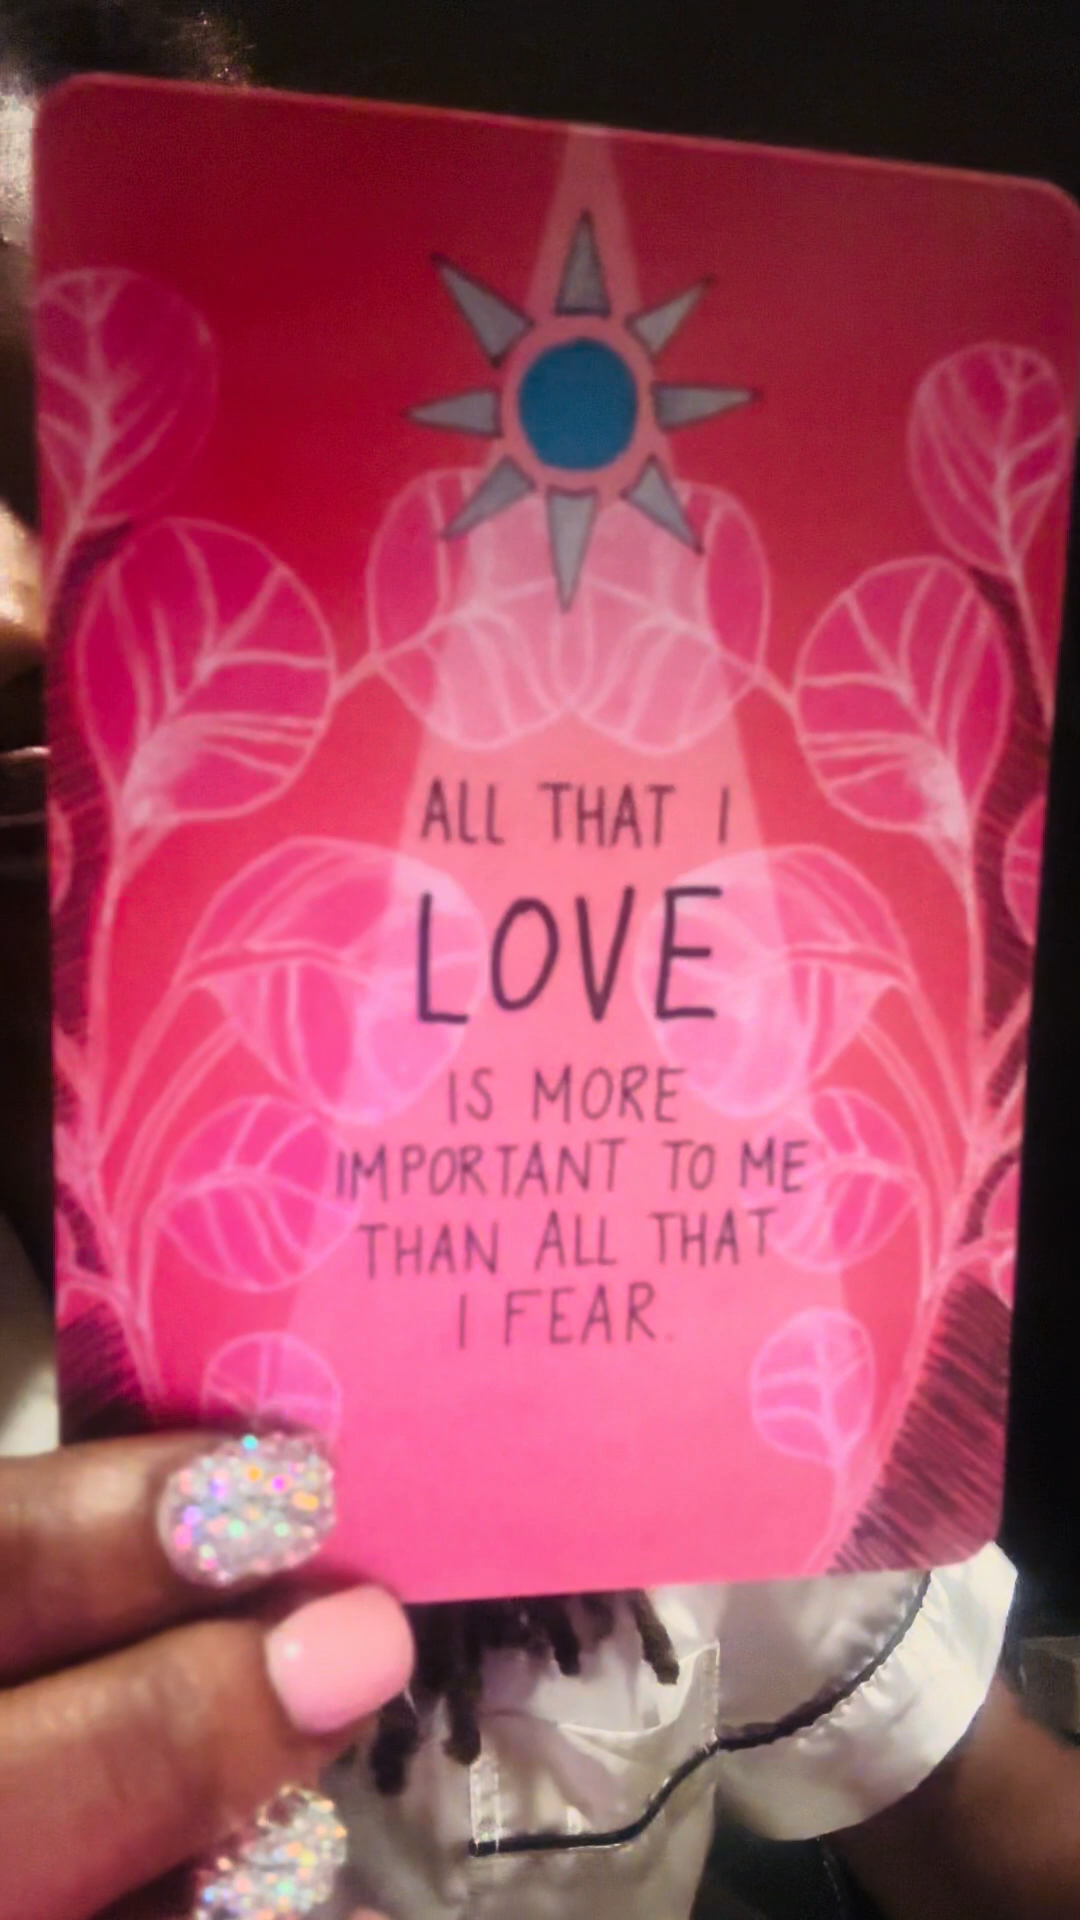 ALL THAT I
LOVE
IS MORE
IMPORTANT TO ME
THAN ALL THAT
I FEAR.